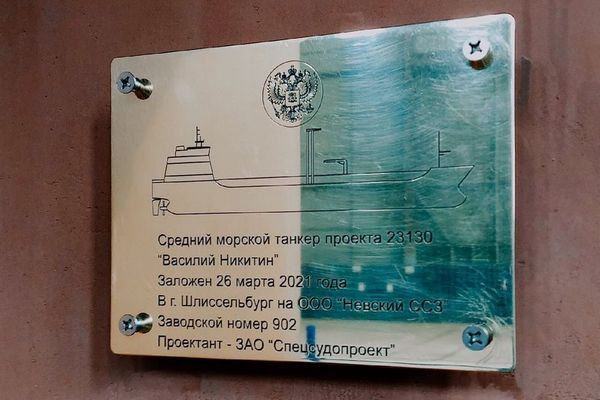 Средний морской танкер проекта 23130
"Василий Никитин"
Заложен 26 марта 2021 года
В г. Шлиссельбург на ООО "Невский ССЗ"
Заводской номер 902
Проектант - ЗАО "Спецсудопроект"